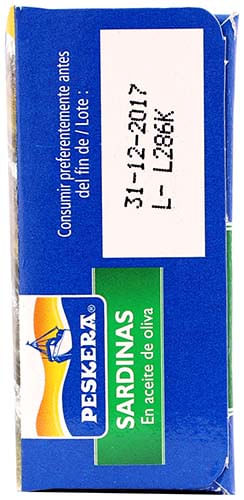 Consumir preferentemente antes
del fin de / Lote :
31-12-2017
L- L286K
PESKERA
SARDINAS
En aceite de oliva